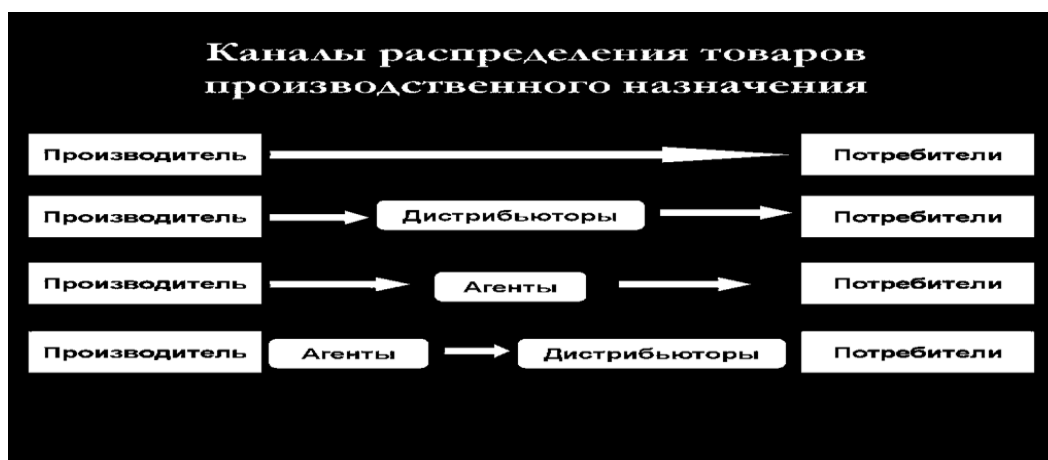 Каналы распределения товаров
производственного назначения
Производитель Потребители
Производитель Дистрибьюторы Потребители
Производитель Агенты Потребители
Производитель Агенты Дистрибьюторы Потребители